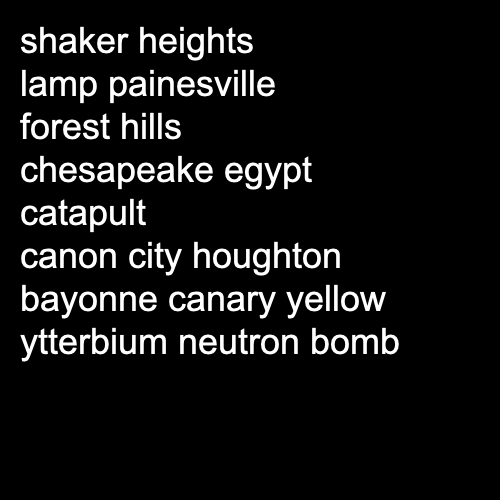 shaker heights
lamp painesville
forest hills
chesapeake egypt
catapult
canon city houghton
bayonne canary yellow
ytterbium neutron bomb